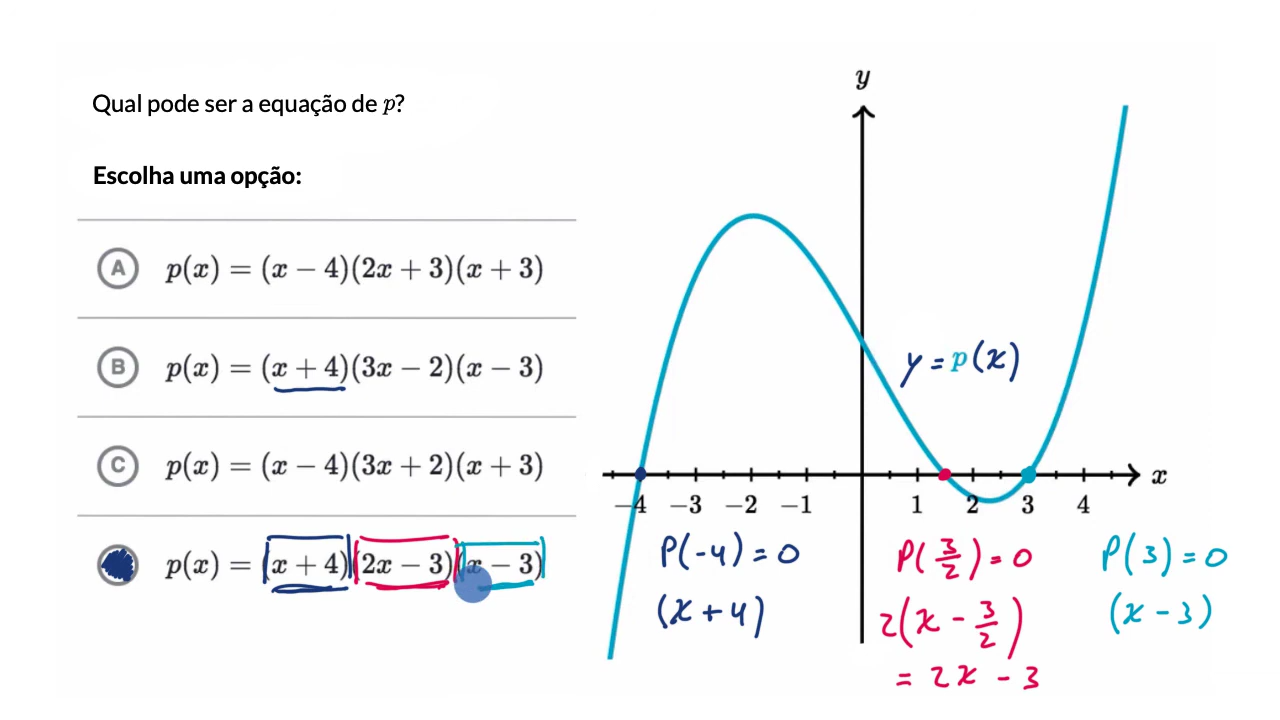 Qual pode ser a equação de p?
Escolha uma opção:
A p(x) = (x − 4)(2x + 3)(x + 3)
B p(x) = (x + 4)(3x − 2)(x − 3)
C p(x) = (x − 4)(3x + 2)(x + 3)
p(x) = (x + 4)(2x − 3)(x − 3)
y
y = p(x)
x
−4 −3 −2 −1 1 2 3 4
P(-4) = 0 P(3/2) = 0 P(3) = 0
(x + 4) 2(x - 3/2) (x - 3)
= 2x - 3